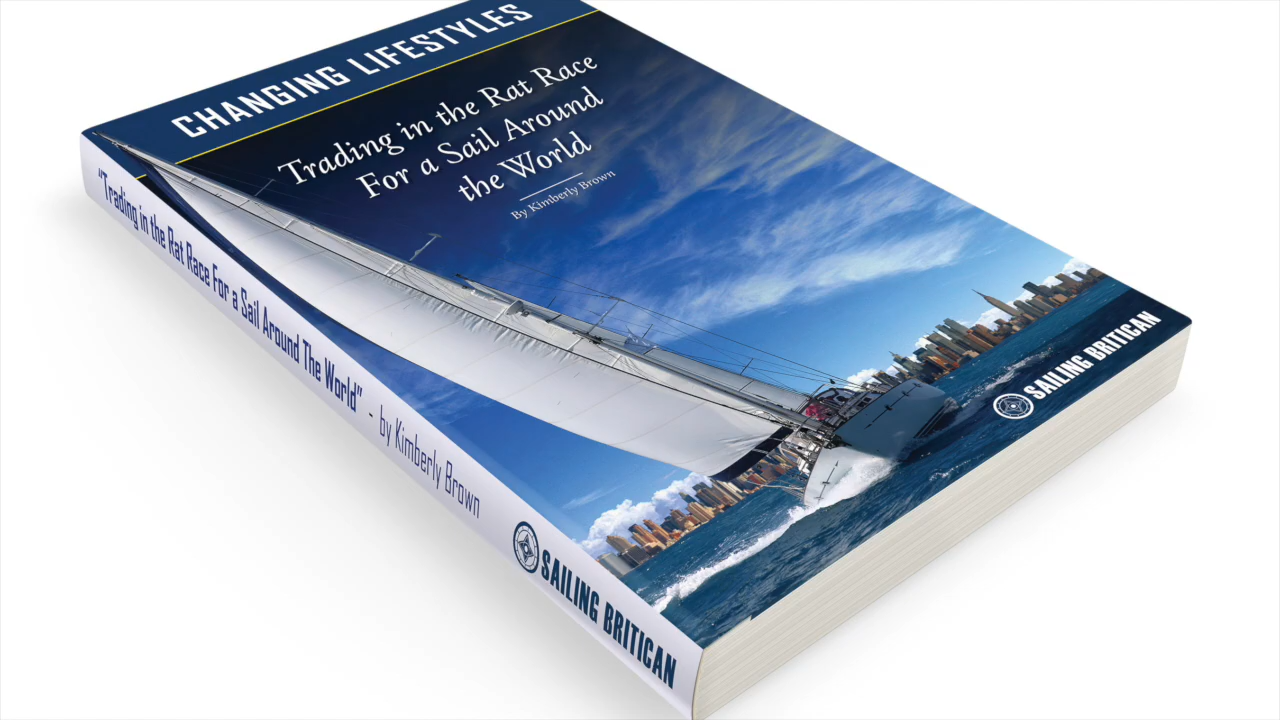 CHANGING LIFESTYLES
Trading in the Rat Race
For a Sail Around
the World
By Kimberly Brown
SAILING BRITICAN
"Trading in the Rat Race For a Sail Around The World" - by Kimberly Brown
SAILING BRITICAN